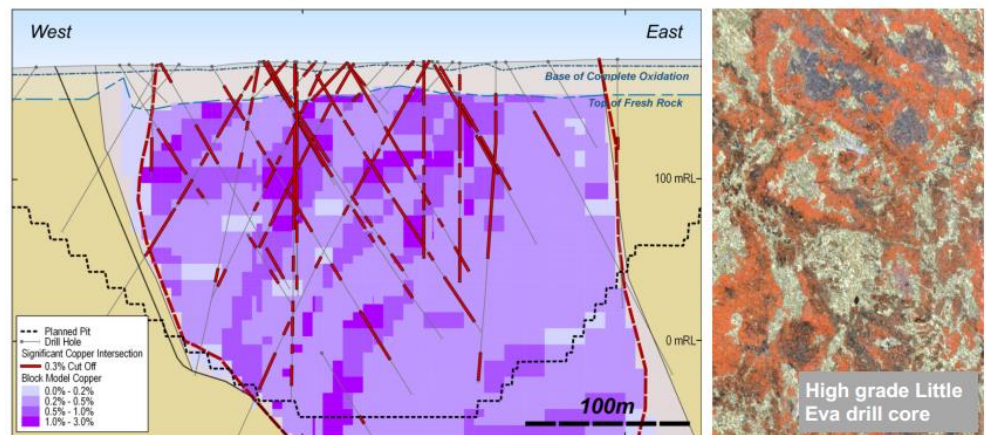 West
East
Base of Complete Oxidation
Top of Fresh Rock
100 mRL
0 mRL
Planned Pit
Drill Hole
Significant Copper Intersection
0.3% Cut Off
Block Model Copper
0.0% - 0.2%
0.2% - 0.5%
0.5% - 1.0%
1.0% - 3.0%
100m
High grade Little
Eva drill core